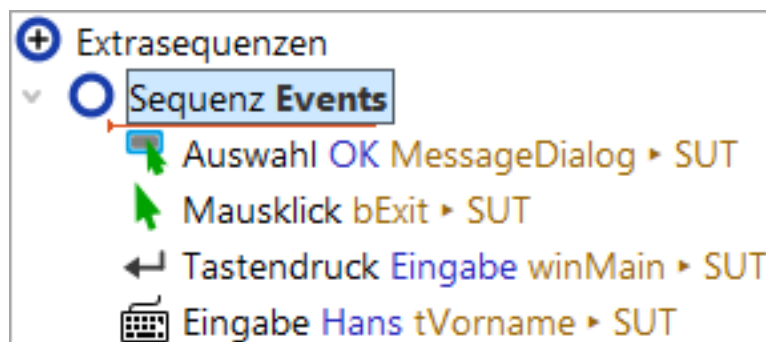 Extrasequenzen
Sequenz Events
Auswahl OK MessageDialog ▸ SUT
Mausklick bExit ▸ SUT
Tastendruck Eingabe winMain ▸ SUT
Eingabe Hans tVorname ▸ SUT